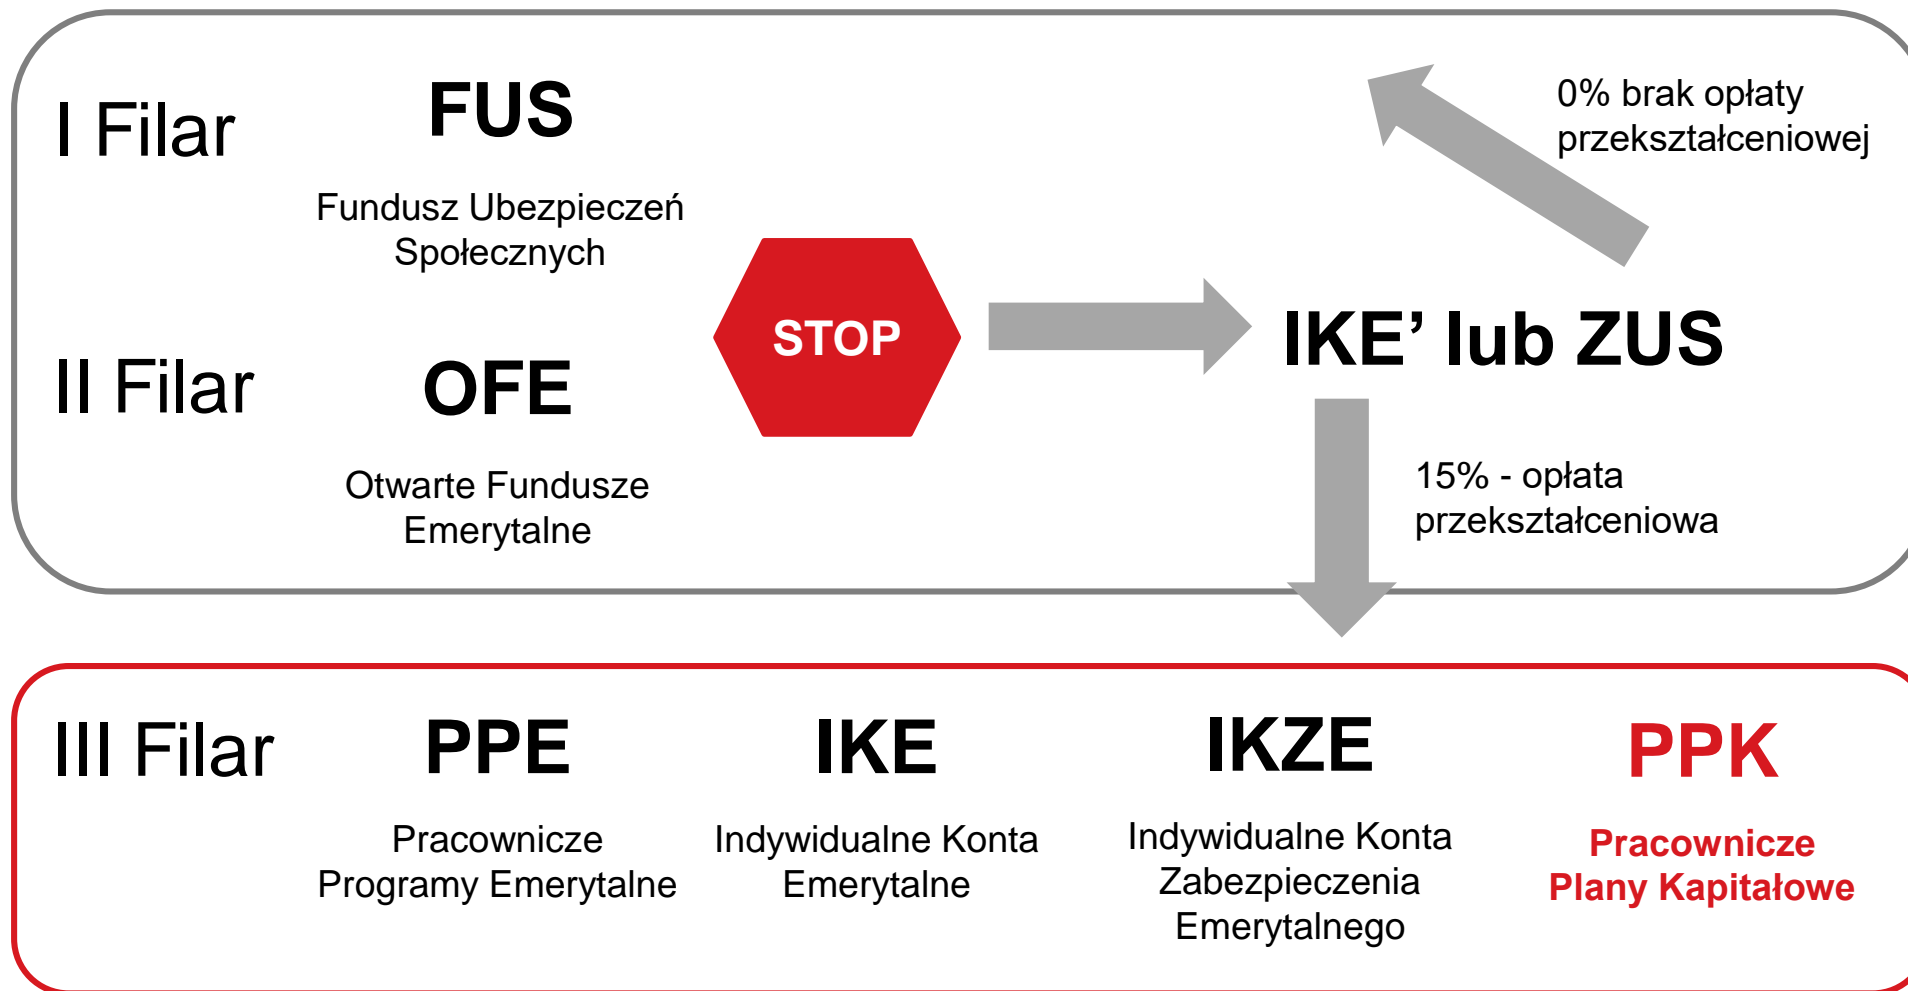 I Filar
FUS
Fundusz Ubezpieczeń
Społecznych
0% brak opłaty
przekształceniowej
STOP
IKE’ lub ZUS
II Filar
OFE
Otwarte Fundusze
Emerytalne
15% - opłata
przekształceniowa
III Filar
PPE
Pracownicze
Programy Emerytalne
IKE
Indywidualne Konta
Emerytalne
IKZE
Indywidualne Konta
Zabezpieczenia
Emerytalnego
PPK
Pracownicze
Plany Kapitałowe